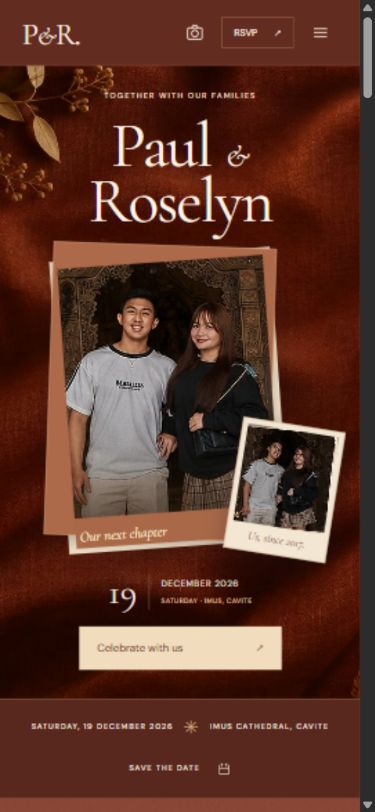 P&R.
RSVP ↗
TOGETHER WITH OUR FAMILIES
Paul &
Roselyn
Our next chapter
Us, since 2017.
19
DECEMBER 2026
SATURDAY · IMUS, CAVITE
Celebrate with us ↗
SATURDAY, 19 DECEMBER 2026
IMUS CATHEDRAL, CAVITE
SAVE THE DATE